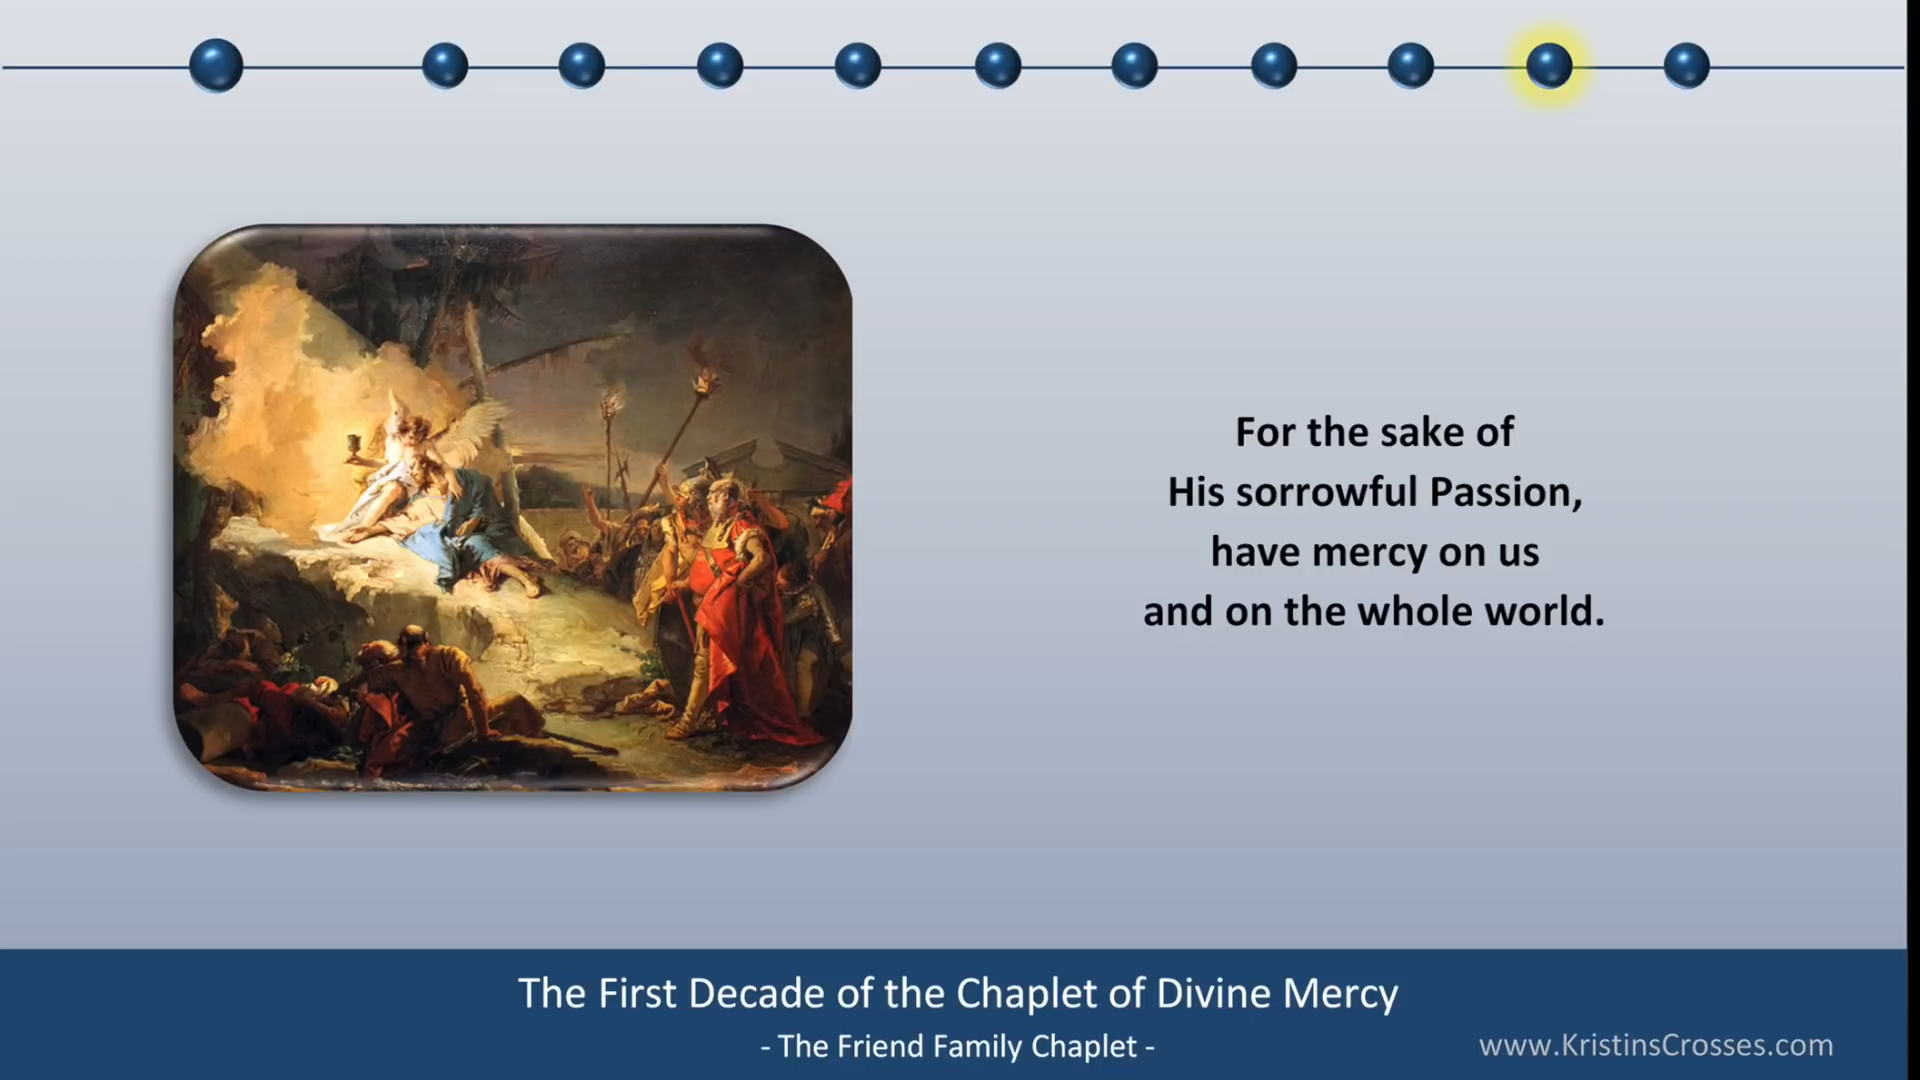 For the sake of
His sorrowful Passion,
have mercy on us
and on the whole world.
The First Decade of the Chaplet of Divine Mercy
- The Friend Family Chaplet -
www.KristinsCrosses.com